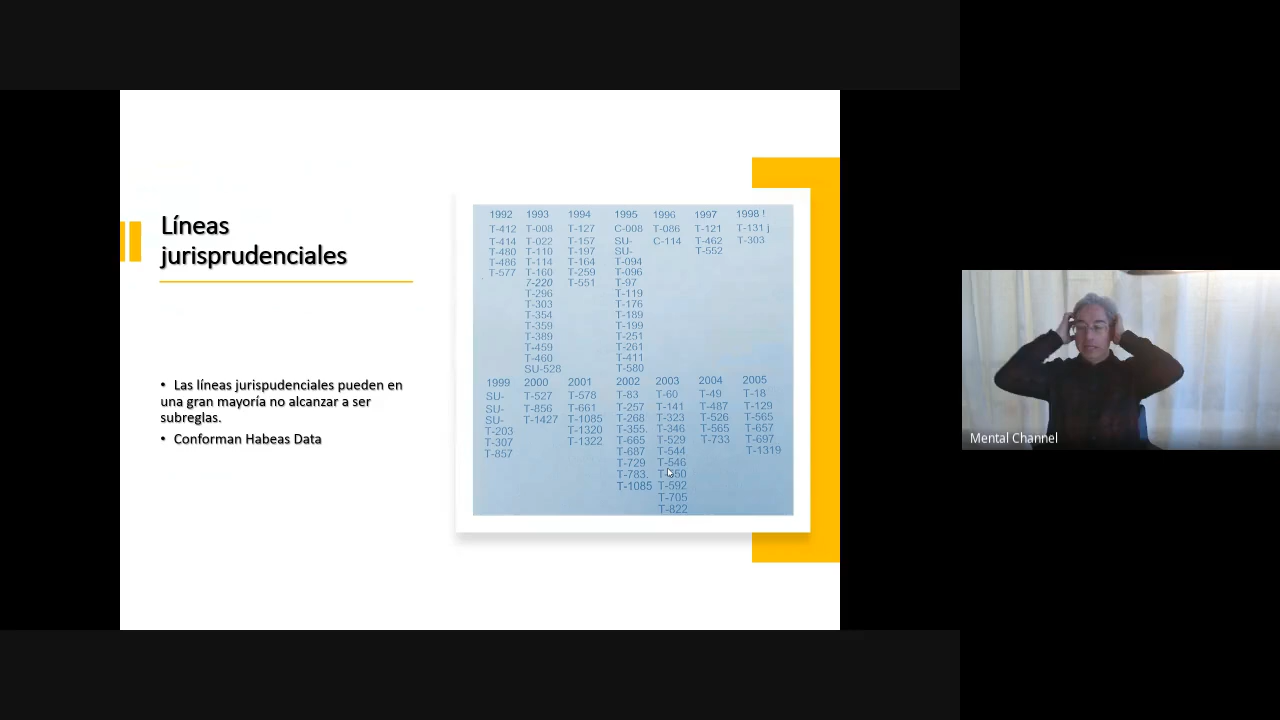 Líneas
jurisprudenciales
• Las líneas jurispudenciales pueden en
una gran mayoría no alcanzar a ser
subreglas.
• Conforman Habeas Data
1992 1993 1994 1995 1996 1997 1998 !
T-412 T-008 T-127 C-008 T-086 T-121 T-131 j
T-414 T-022 T-157 SU- C-114 T-462 T-303
T-480 T-110 T-197 SU- T-552
T-486 T-114 T-164 T-094
T-577 T-160 T-259 T-096
7-220 T-551 T-97
T-296 T-119
T-303 T-176
T-354 T-189
T-359 T-199
T-389 T-251
T-459 T-261
T-460 T-411
SU-528 T-580
1999 2000 2001 2002 2003 2004 2005
SU- T-527 T-578 T-83 T-60 T-49 T-18
SU- T-856 T-661 T-257 T-141 T-487 T-129
SU- T-1427 T-1085 T-268 T-323 T-526 T-565
T-203 T-1320 T-355. T-346 T-565 T-657
T-307 T-1322 T-665 T-529 T-733 T-697
T-857 T-687 T-544 T-1319
T-729 T-546
T-783.
T-1085 T-592
T-705
T-822
Mental Channel